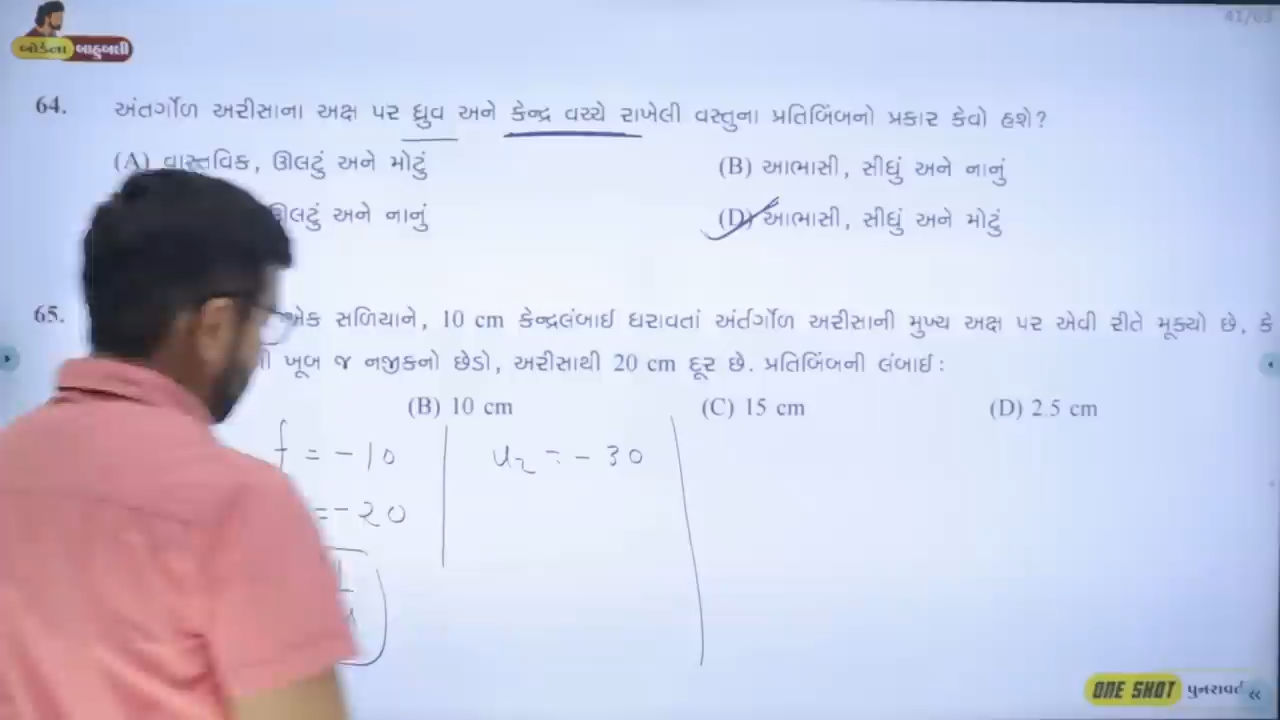 બોર્ડના બાહુબલી
41/63
64. અંતર્ગોળ અરીસાના અક્ષ પર ધ્રુવ અને કેન્દ્ર વચ્ચે રાખેલી વસ્તુના પ્રતિબિંબનો પ્રકાર કેવો હશે?
(A) વાસ્તવિક, ઊલટું અને મોટું (B) આભાસી, સીધું અને નાનું
ઊલટું અને નાનું (D) આભાસી, સીધું અને મોટું
65. એક સળિયાને, 10 cm કેન્દ્રલંબાઈ ધરાવતાં અંર્તર્ગોળ અરીસાની મુખ્ય અક્ષ પર એવી રીતે મૂક્યો છે, કે
ખૂબ જ નજીકનો છેડો, અરીસાથી 20 cm દૂર છે. પ્રતિબિંબની લંબાઈ :
(B) 10 cm (C) 15 cm (D) 2.5 cm
f = -10 u₂ = - 30
= -20
ONE SHOT પુનરાવર્ત